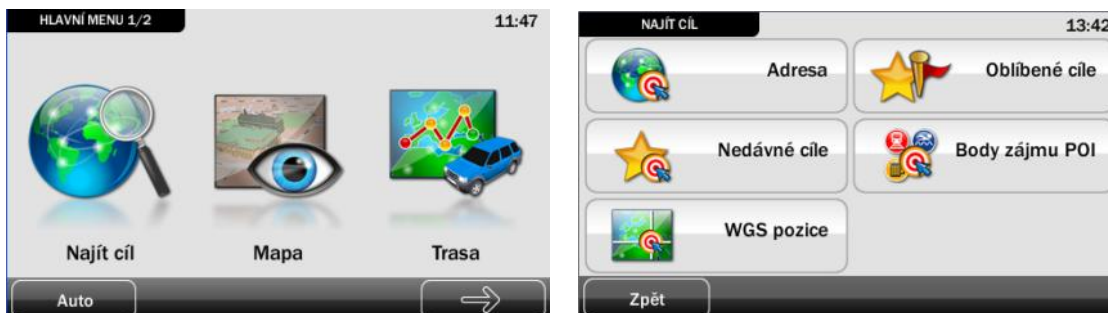 HLAVNÍ MENU 1/2
11:47
Najít cíl
Mapa
Trasa
Auto
NAJÍT CÍL
13:42
Adresa
Oblíbené cíle
Nedávné cíle
Body zájmu POI
WGS pozice
Zpět